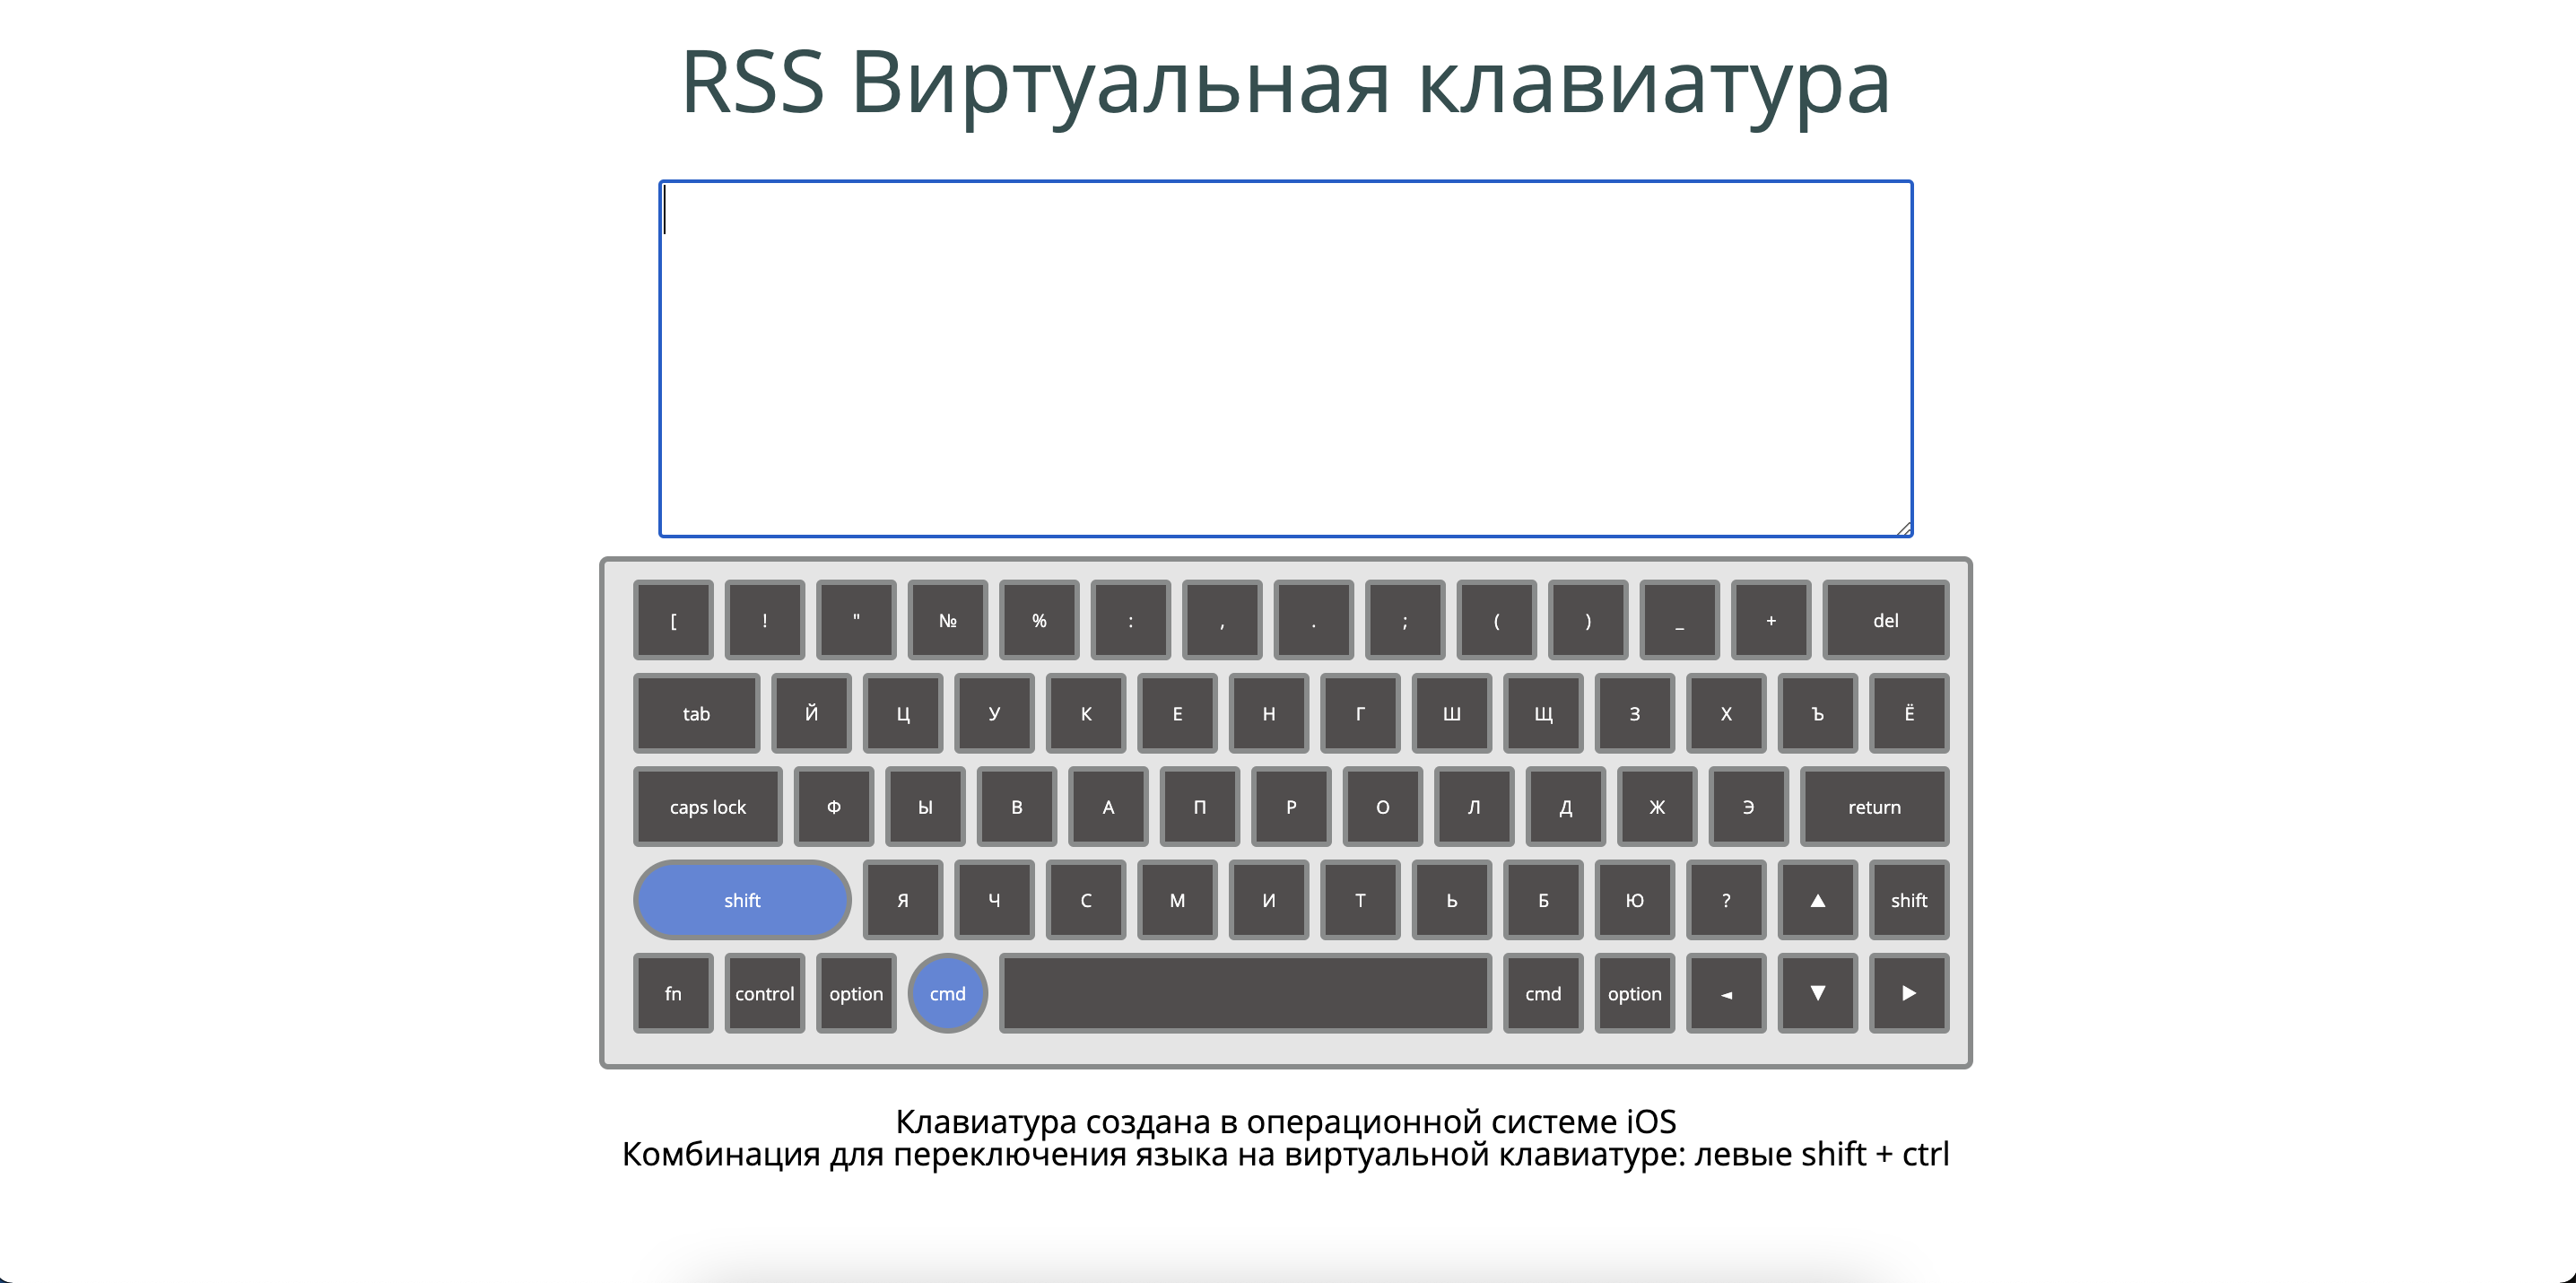 RSS Виртуальная клавиатура
[ ! " № % : , . ; ( ) _ + del
tab Й Ц У К Е Н Г Ш Щ З Х Ъ Ё
caps lock Ф Ы В А П Р О Л Д Ж Э return
shift Я Ч С М И Т Ь Б Ю ? ▲ shift
fn control option cmd cmd option ◄ ▼ ►
Клавиатура создана в операционной системе iOS
Комбинация для переключения языка на виртуальной клавиатуре: левые shift + ctrl